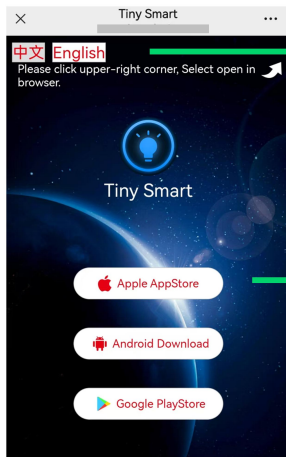 Tiny Smart
中文 English
Please click upper-right corner, Select open in
browser.
Tiny Smart
Apple AppStore
Android Download
Google PlayStore